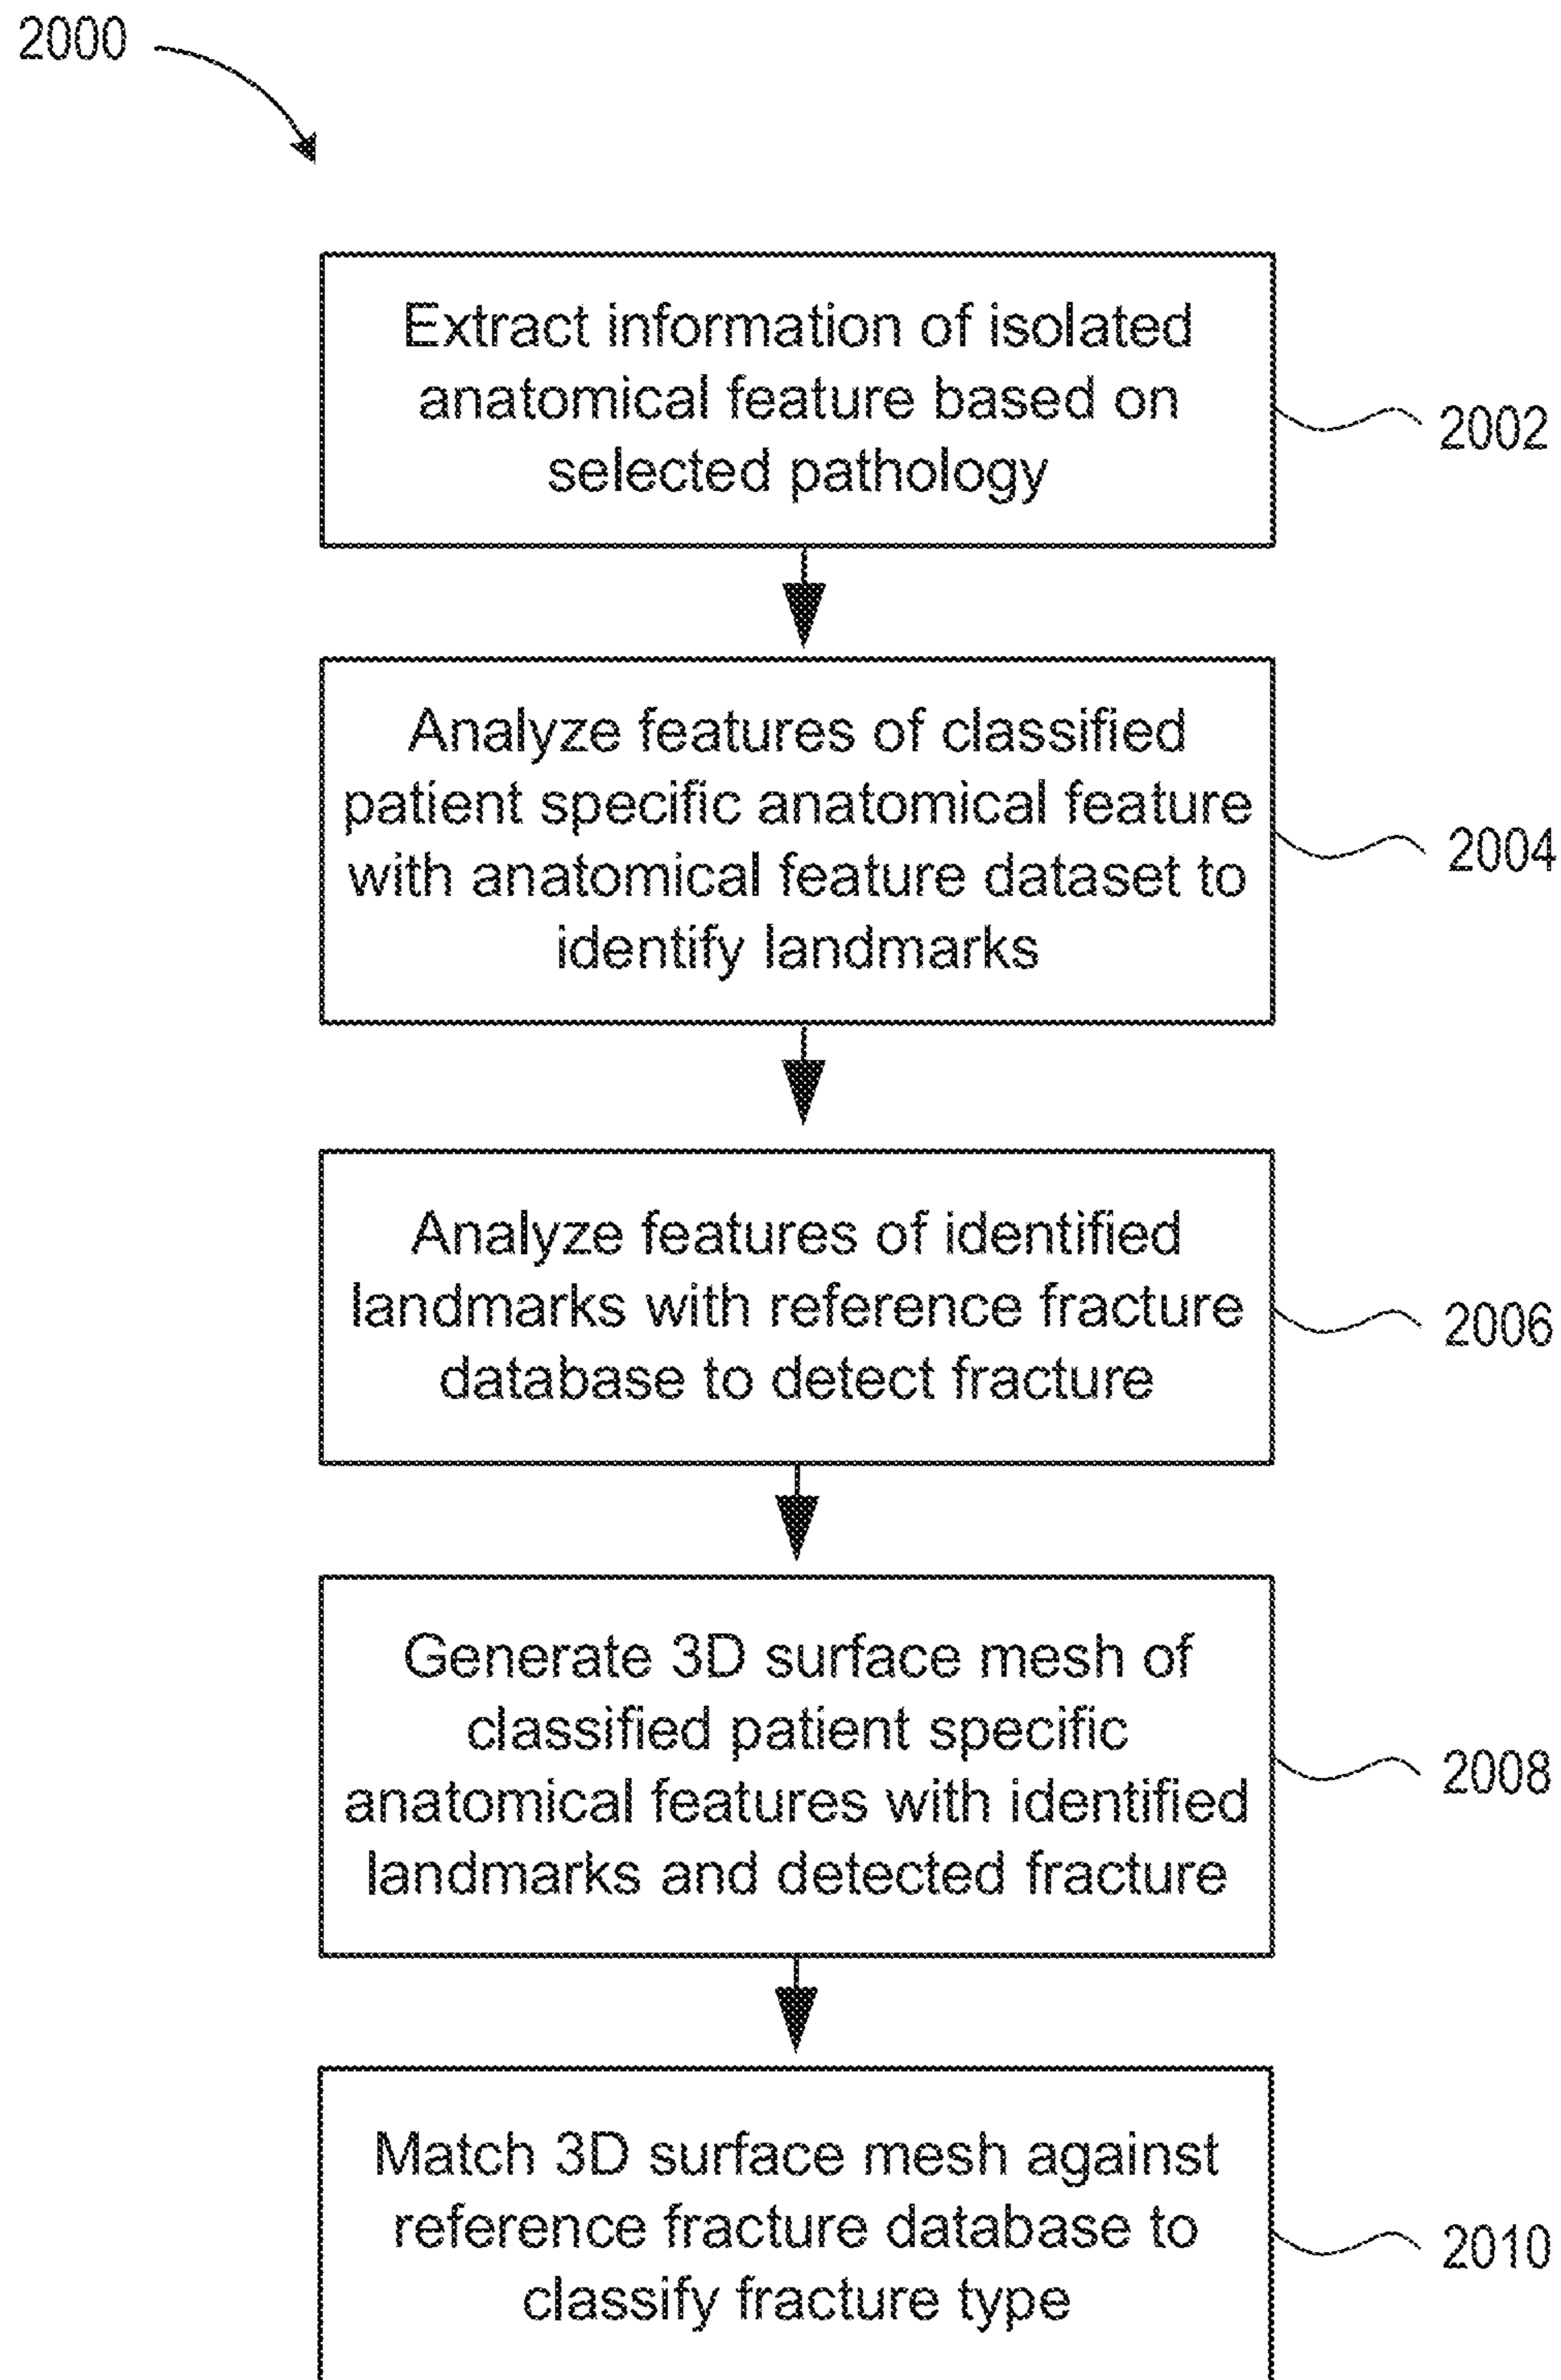 2000
Extract information of isolated
anatomical feature based on
selected pathology
2002
Analyze features of classified
patient specific anatomical feature
with anatomical feature dataset to
identify landmarks
2004
Analyze features of identified
landmarks with reference fracture
database to detect fracture
2006
Generate 3D surface mesh of
classified patient specific
anatomical features with identified
landmarks and detected fracture
2008
Match 3D surface mesh against
reference fracture database to
classify fracture type
2010